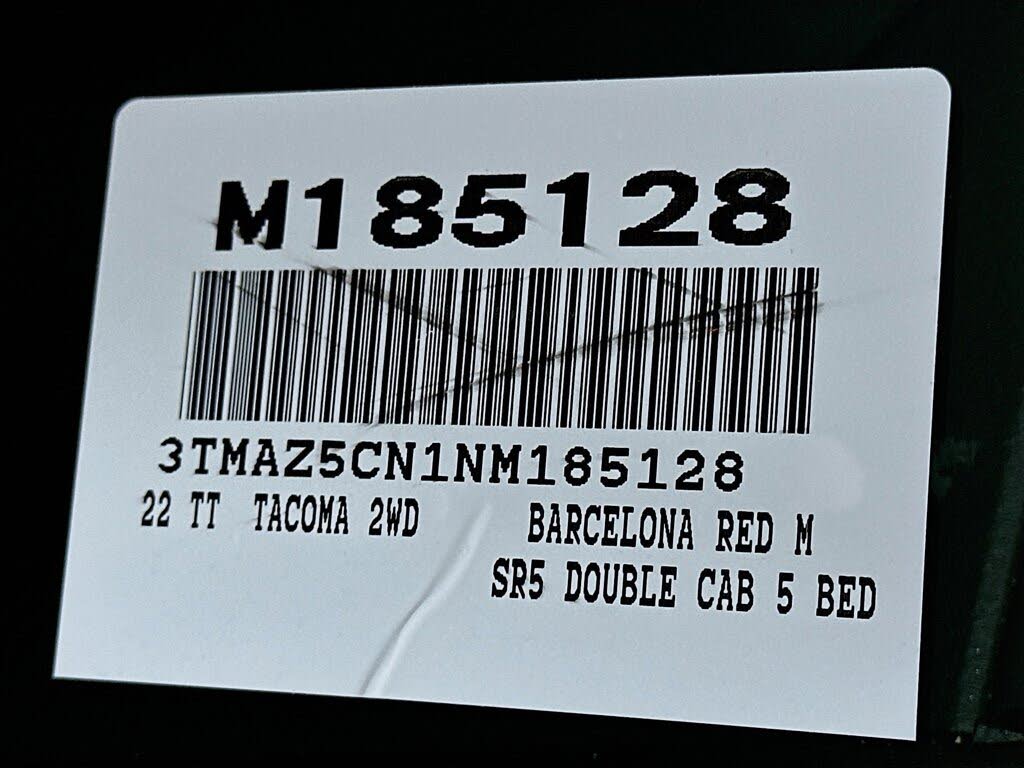 M185128
3TMAZ5CN1NM185128
22 TT TACOMA 2WD BARCELONA RED M
SR5 DOUBLE CAB 5 BED